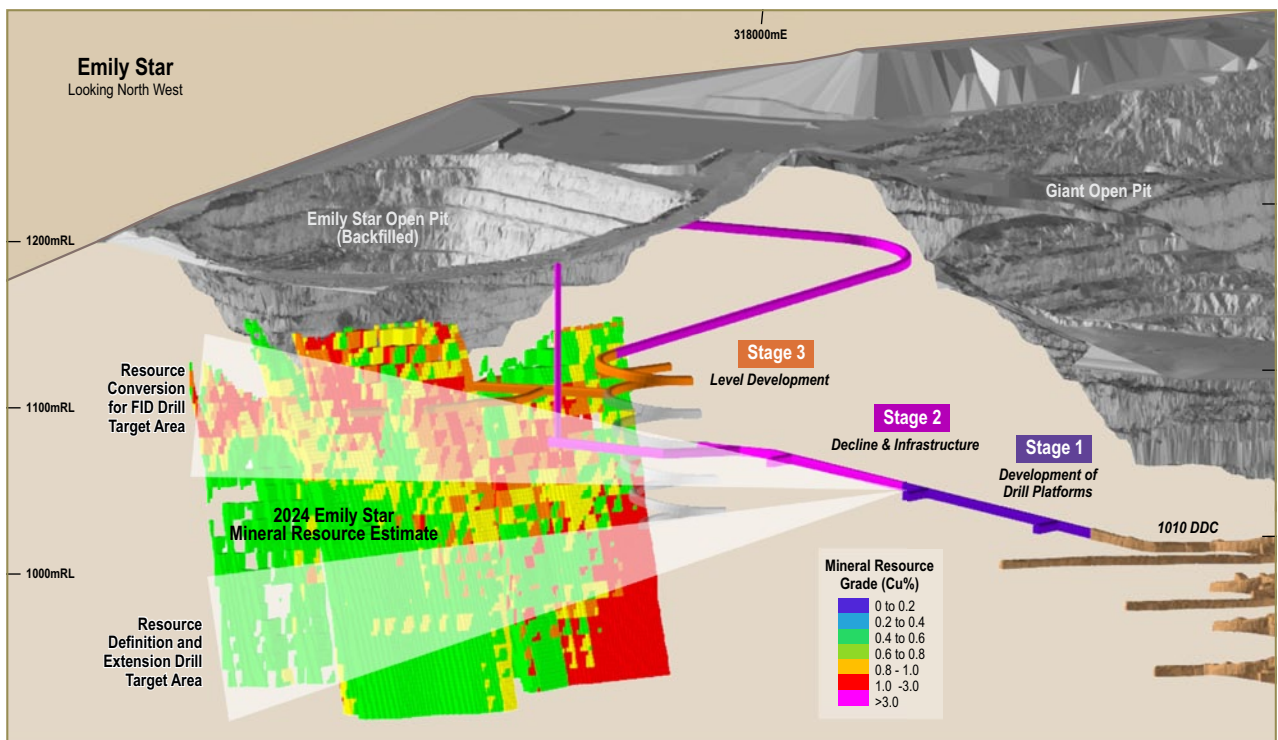 318000mE
Emily Star
Looking North West
Giant Open Pit
Emily Star Open Pit
(Backfilled)
1200mRL
Stage 3
Level Development
Resource
Conversion
for FID Drill
Target Area
1100mRL
Stage 2
Decline & Infrastructure
Stage 1
Development of
Drill Platforms
2024 Emily Star
Mineral Resource Estimate
1010 DDC
1000mRL
Mineral Resource
Grade (Cu%)
0 to 0.2
0.2 to 0.4
0.4 to 0.6
0.6 to 0.8
0.8 - 1.0
1.0 -3.0
>3.0
Resource
Definition and
Extension Drill
Target Area